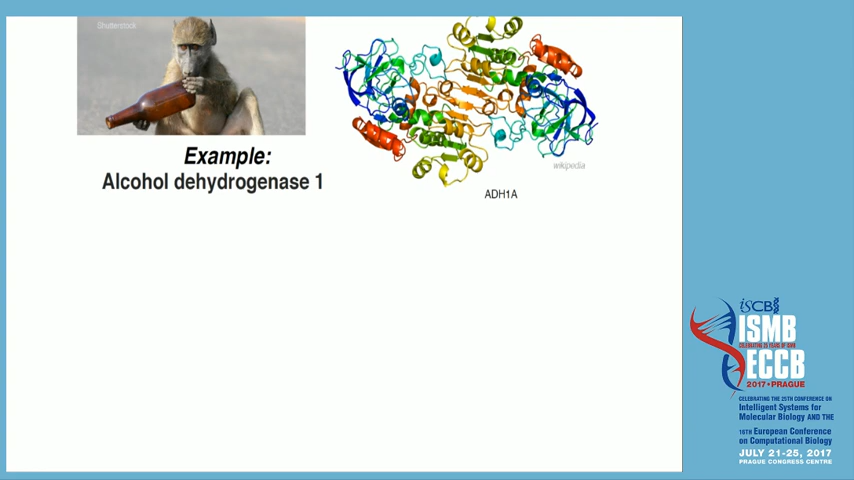 Shutterstock
Example:
Alcohol dehydrogenase 1
wikipedia
ADH1A
iSCB
ISMB
CELEBRATING 25 YEARS OF ISMB
ECCB
2017 • PRAGUE
CELEBRATING THE 25TH CONFERENCE ON
Intelligent Systems for
Molecular Biology AND THE
16TH European Conference
on Computational Biology
JULY 21-25, 2017
PRAGUE CONGRESS CENTRE